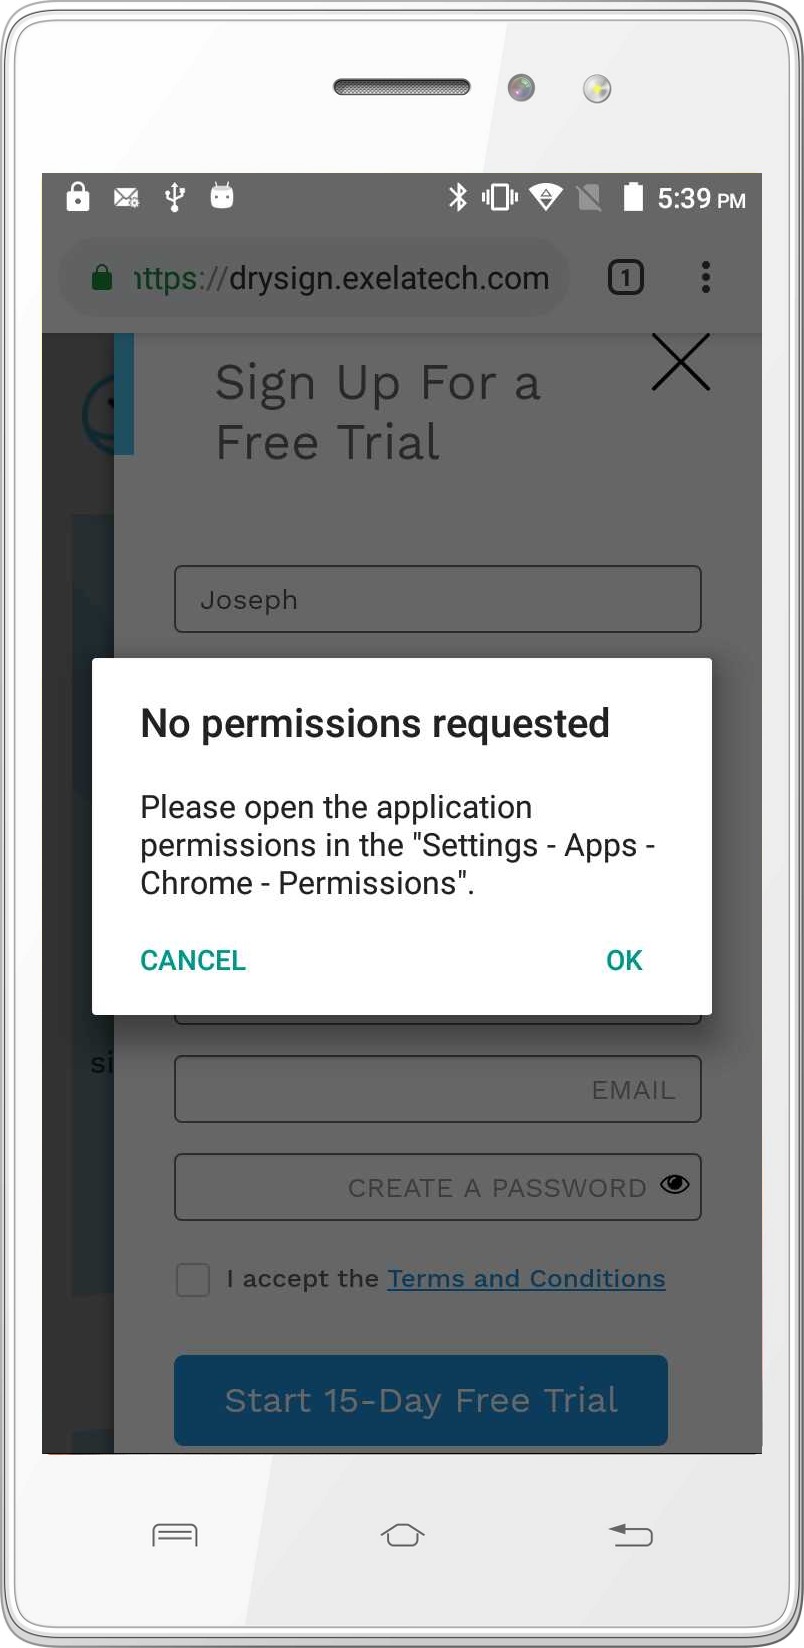 5:39 PM
https://drysign.exelatech.com
1
Sign Up For a
Free Trial
Joseph
No permissions requested
Please open the application
permissions in the "Settings - Apps -
Chrome - Permissions".
CANCEL
OK
si
EMAIL
CREATE A PASSWORD
I accept the Terms and Conditions
Start 15-Day Free Trial